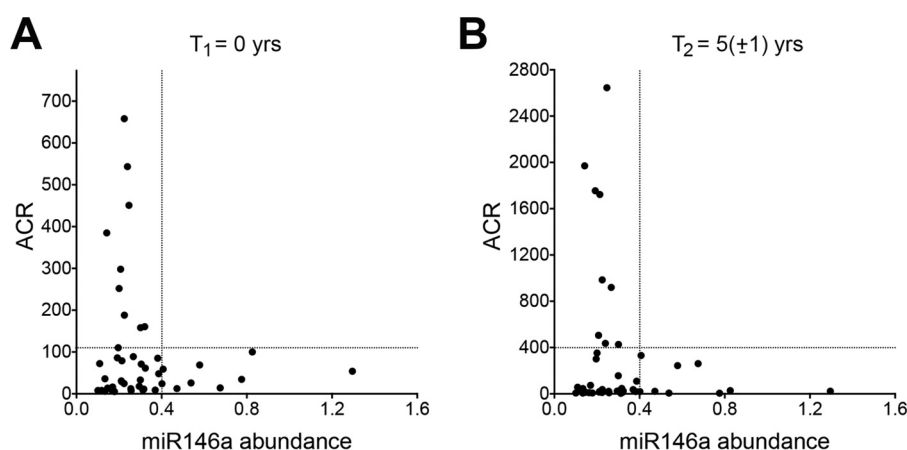 A
T1 = 0 yrs
ACR
700
600
500
400
300
200
100
0
0.0 0.4 0.8 1.2 1.6
miR146a abundance
B
T2 = 5(±1) yrs
ACR
2800
2400
2000
1600
1200
800
400
0
0.0 0.4 0.8 1.2 1.6
miR146a abundance